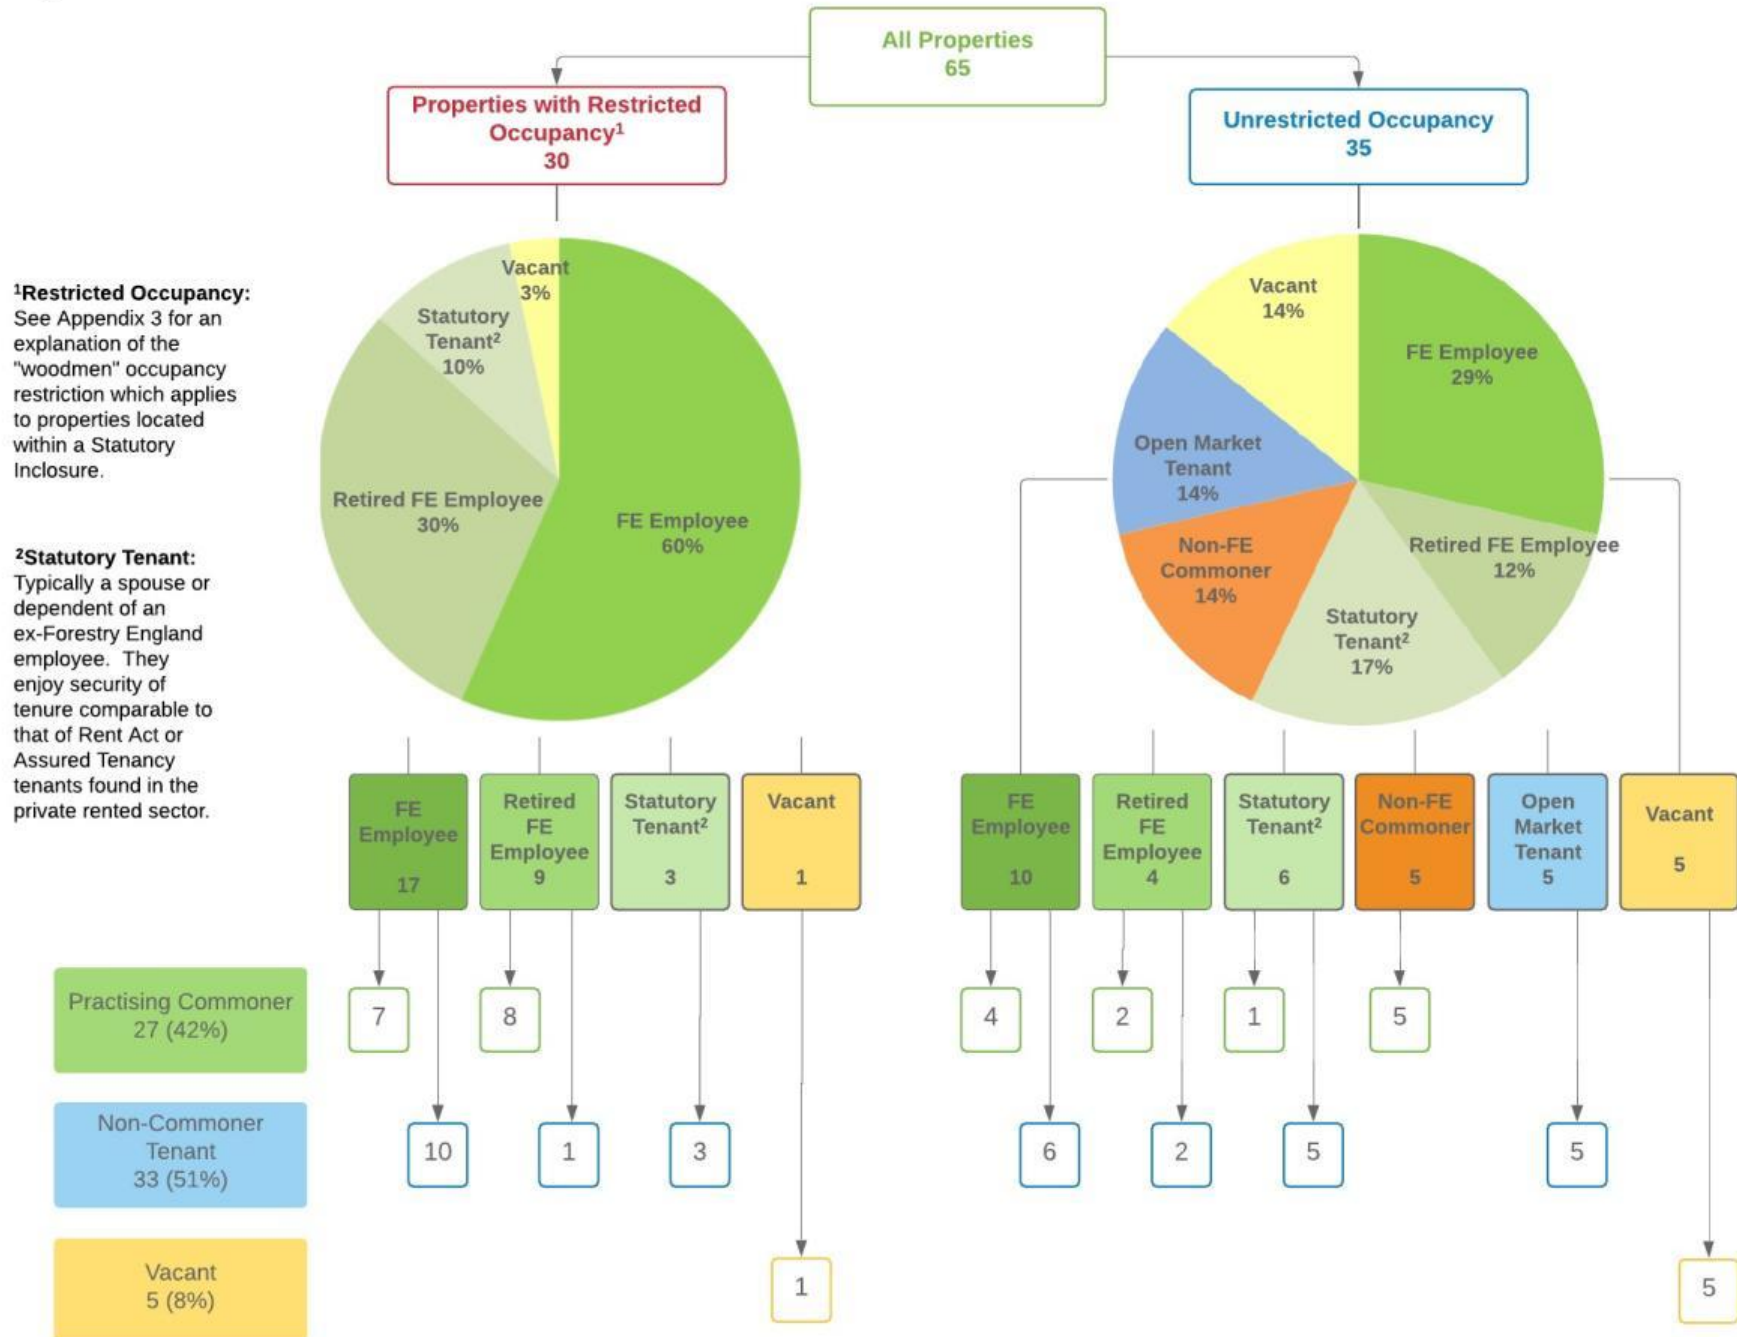 All Properties
65
Properties with Restricted
Occupancy¹
30
Unrestricted Occupancy
35
¹Restricted Occupancy:
See Appendix 3 for an
explanation of the
"woodmen" occupancy
restriction which applies
to properties located
within a Statutory
Inclosure.
²Statutory Tenant:
Typically a spouse or
dependent of an
ex-Forestry England
employee. They
enjoy security of
tenure comparable to
that of Rent Act or
Assured Tenancy
tenants found in the
private rented sector.
Vacant
3%
Statutory
Tenant²
10%
Retired FE Employee
30%
FE Employee
60%
Vacant
14%
FE Employee
29%
Open Market
Tenant
14%
Non-FE
Commoner
14%
Retired FE Employee
12%
Statutory
Tenant²
17%
FE
Employee
17
Retired
FE
Employee
9
Statutory
Tenant²
3
Vacant
1
FE
Employee
10
Retired
FE
Employee
4
Statutory
Tenant²
6
Non-FE
Commoner
5
Open
Market
Tenant
5
Vacant
5
Practising Commoner
27 (42%)
7
8
4
2
1
5
Non-Commoner
Tenant
33 (51%)
10
1
3
6
2
5
5
Vacant
5 (8%)
1
5